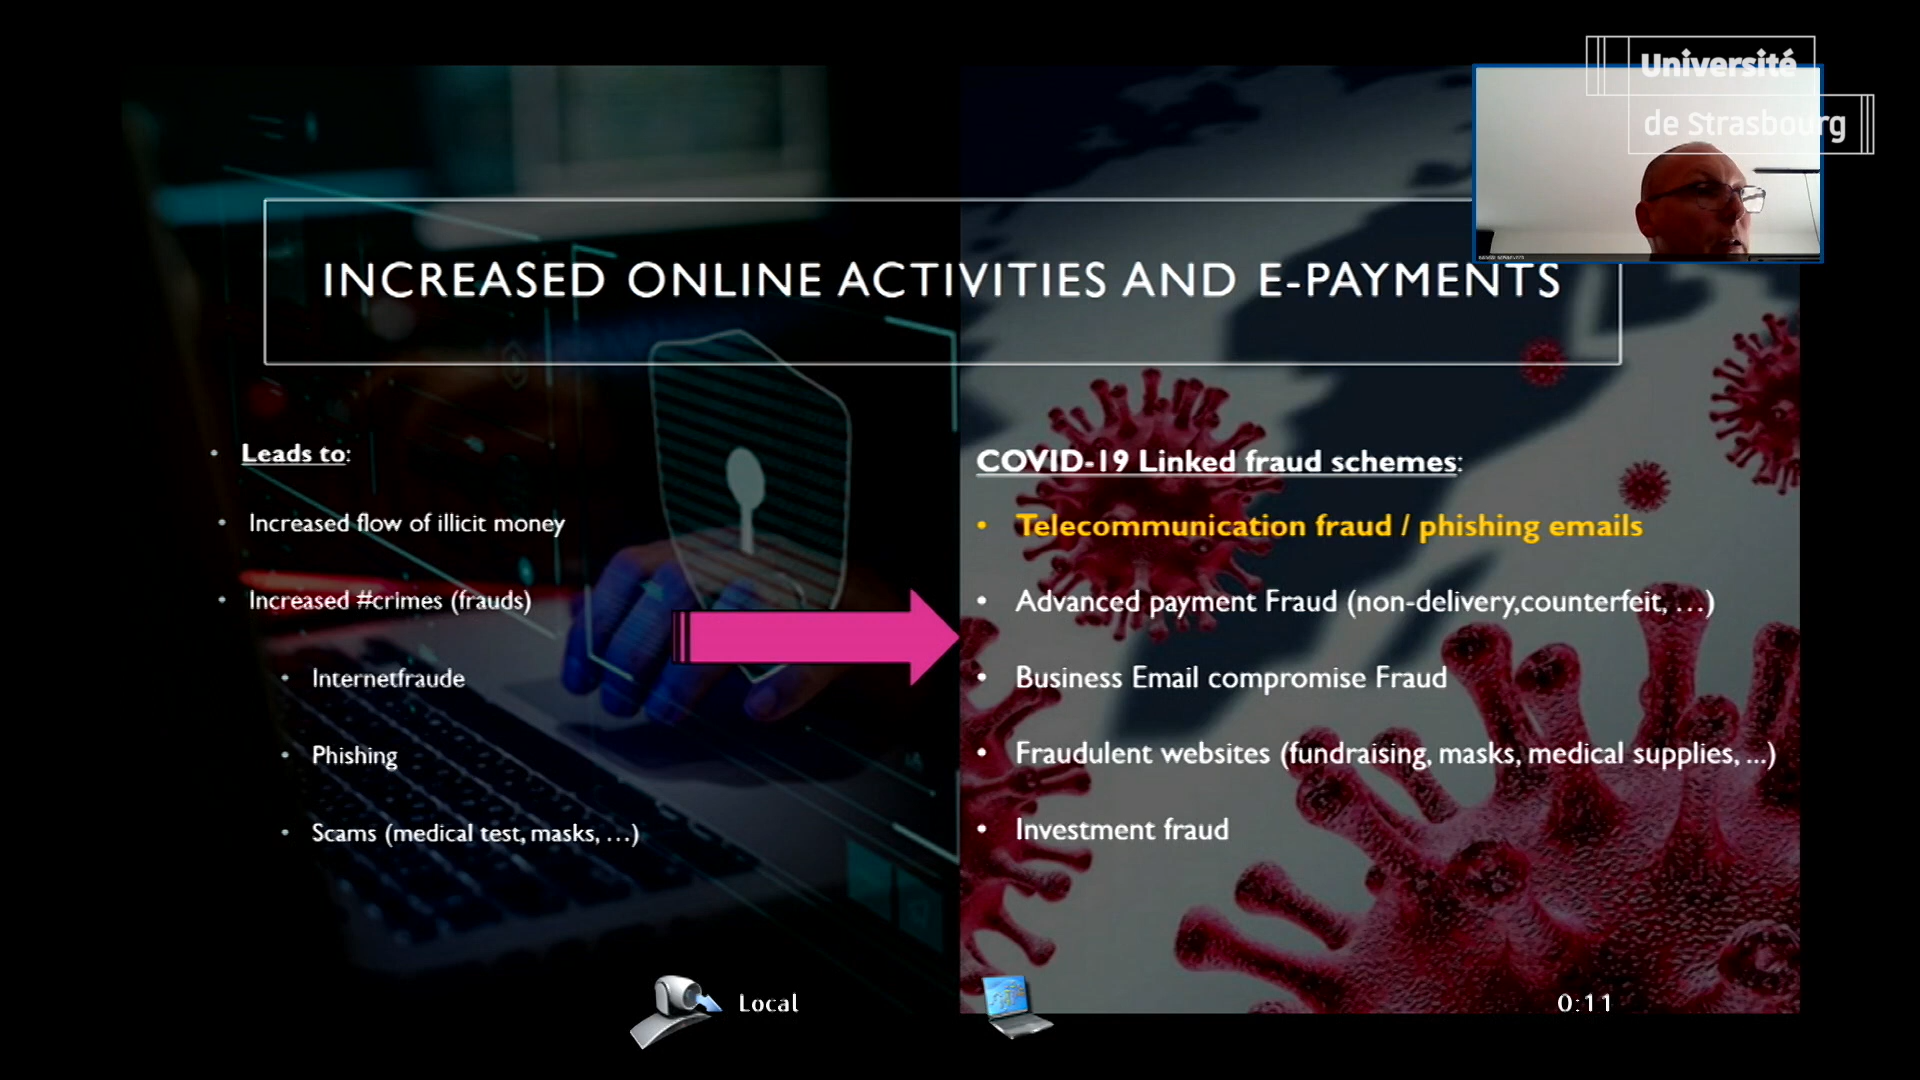 Université
de Strasbourg
INCREASED ONLINE ACTIVITIES AND E-PAYMENTS
• Leads to:
• Increased flow of illicit money
• Increased #crimes (frauds)
• Internetfraude
• Phishing
• Scams (medical test, masks, …)
COVID-19 Linked fraud schemes:
• Telecommunication fraud / phishing emails
• Advanced payment Fraud (non-delivery,counterfeit, …)
• Business Email compromise Fraud
• Fraudulent websites (fundraising, masks, medical supplies, ...)
• Investment fraud
Local
0:11